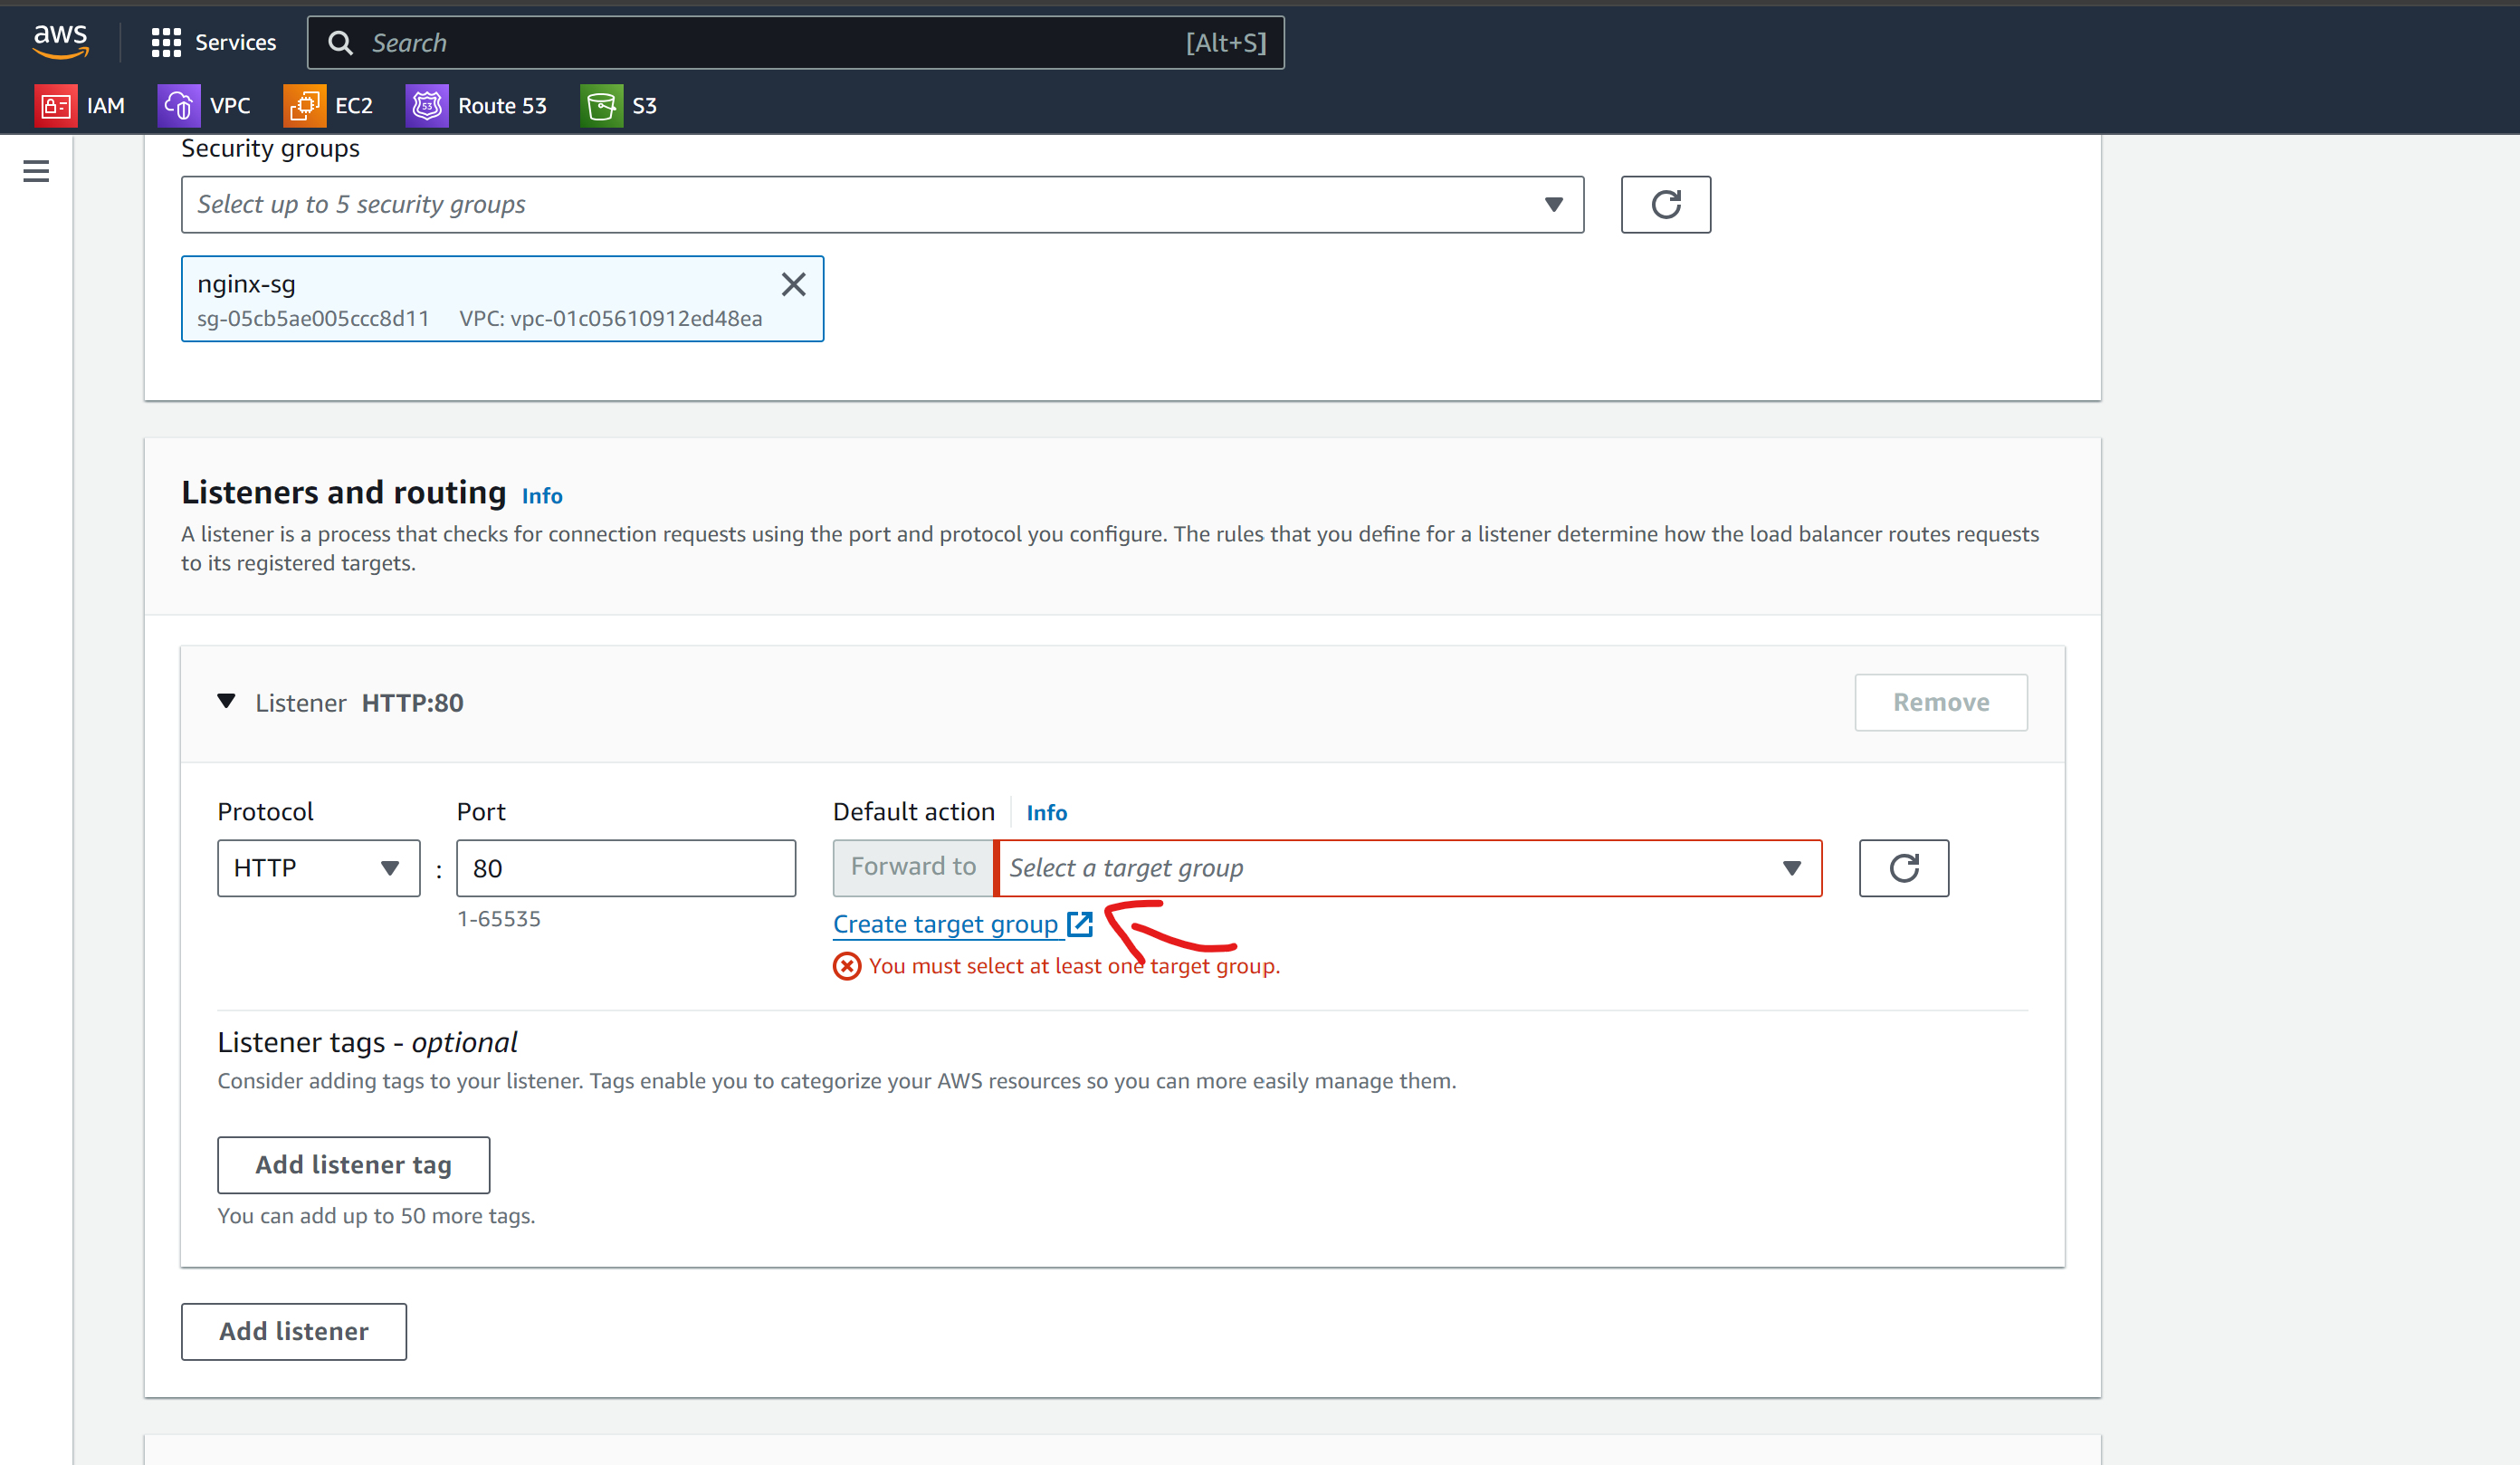 aws Services Search [Alt+S]
IAM VPC EC2 53 Route 53 S3
Security groups
Select up to 5 security groups
nginx-sg
sg-05cb5ae005ccc8d11 VPC: vpc-01c05610912ed48ea
Listeners and routing Info
A listener is a process that checks for connection requests using the port and protocol you configure. The rules that you define for a listener determine how the load balancer routes requests
to its registered targets.
Listener HTTP:80 Remove
Protocol Port Default action Info
HTTP : 80 Forward to Select a target group
1-65535 Create target group
You must select at least one target group.
Listener tags - optional
Consider adding tags to your listener. Tags enable you to categorize your AWS resources so you can more easily manage them.
Add listener tag
You can add up to 50 more tags.
Add listener